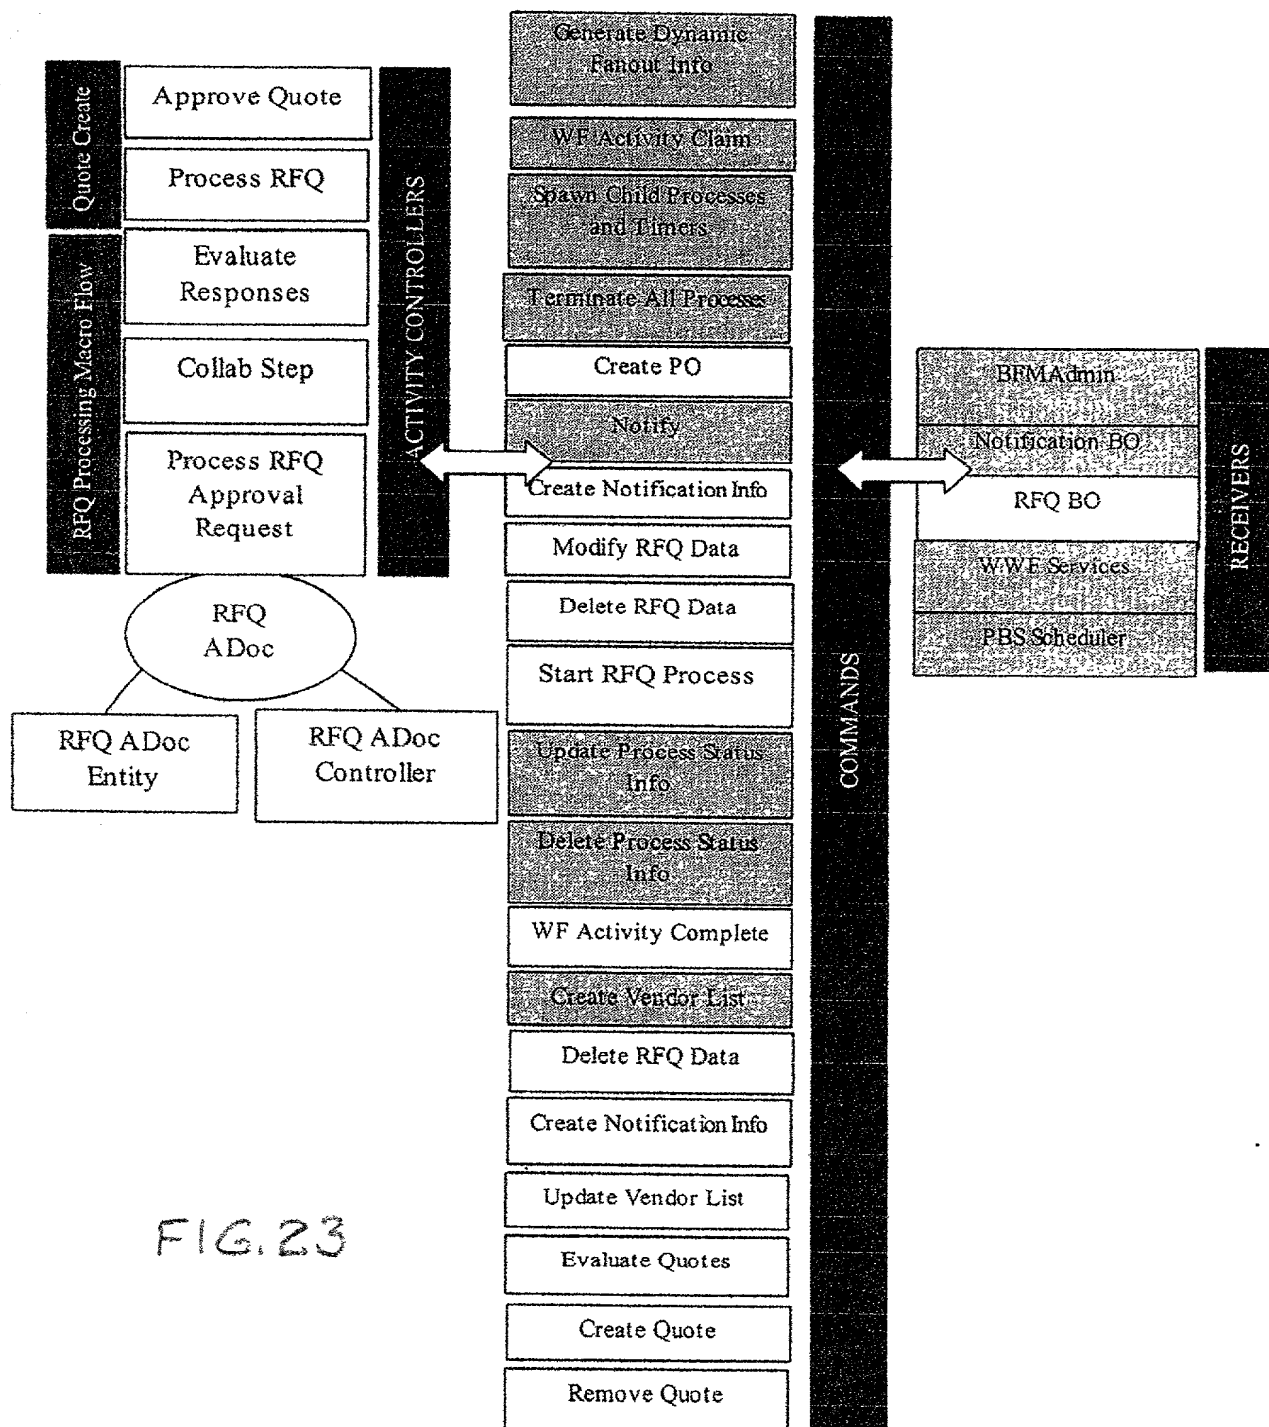 Quote Create
RFQ Processing Macro Flow
Approve Quote
Process RFQ
Evaluate
Responses
Collab Step
Process RFQ
Approval
Request
ACTIVITY CONTROLLERS
RFQ
ADoc
RFQ ADoc
Entity
RFQ ADoc
Controller
Generate Dynamic
Fanout Info
WF Activity Claim
Spawn Child Processes
and Timers
Terminate All Processes
Create PO
Notify
Create Notification Info
Modify RFQ Data
Delete RFQ Data
Start RFQ Process
Update Process Status
Info
Delete Process Status
Info
WF Activity Complete
Create Vendor List
Delete RFQ Data
Create Notification Info
Update Vendor List
Evaluate Quotes
Create Quote
Remove Quote
COMMANDS
BFMAdmin
Notification BO
RFQ BO
WWF Services
PBS Scheduler
RECEIVERS
FIG. 23